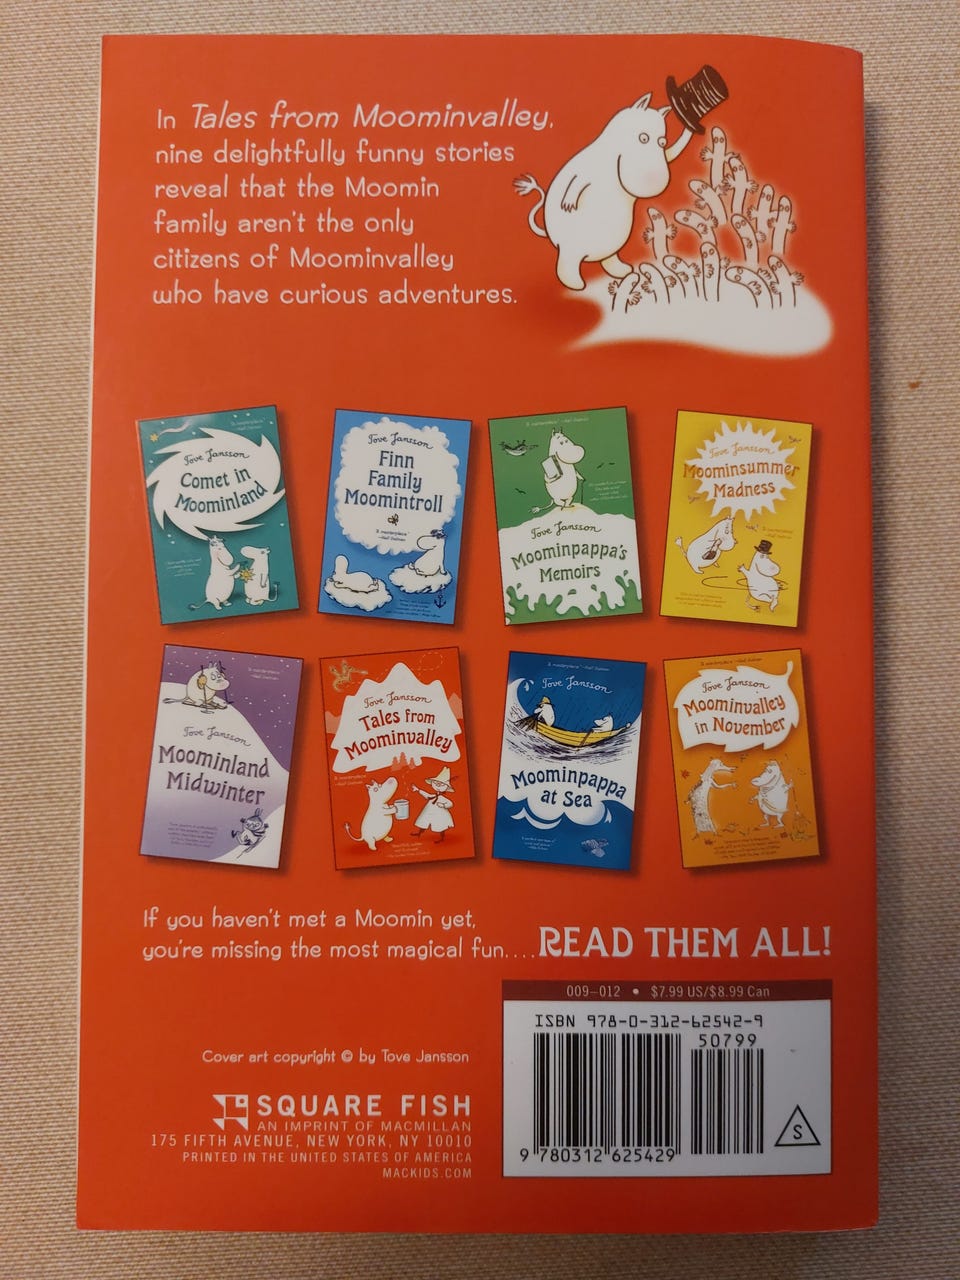 In Tales from Moominvalley,
nine delightfully funny stories
reveal that the Moomin
family aren't the only
citizens of Moominvalley
who have curious adventures.
Tove Jansson
Comet in
Moominland
Tove Jansson
Finn
Family
Moomintroll
Tove Jansson
Moominpappa's
Memoirs
Tove Jansson
Moominsummer
Madness
Tove Jansson
Moominland
Midwinter
Tove Jansson
Tales from
Moominvalley
Tove Jansson
Moominpappa
at Sea
Tove Jansson
Moominvalley
in November
If you haven't met a Moomin yet,
you're missing the most magical fun.... READ THEM ALL!
009–012 • $7.99 US/$8.99 Can
ISBN 978-0-312-62542-9
50799
9 780312 625429
S
Cover art copyright © by Tove Jansson
SQUARE FISH
AN IMPRINT OF MACMILLAN
175 FIFTH AVENUE, NEW YORK, NY 10010
PRINTED IN THE UNITED STATES OF AMERICA
MACKIDS.COM